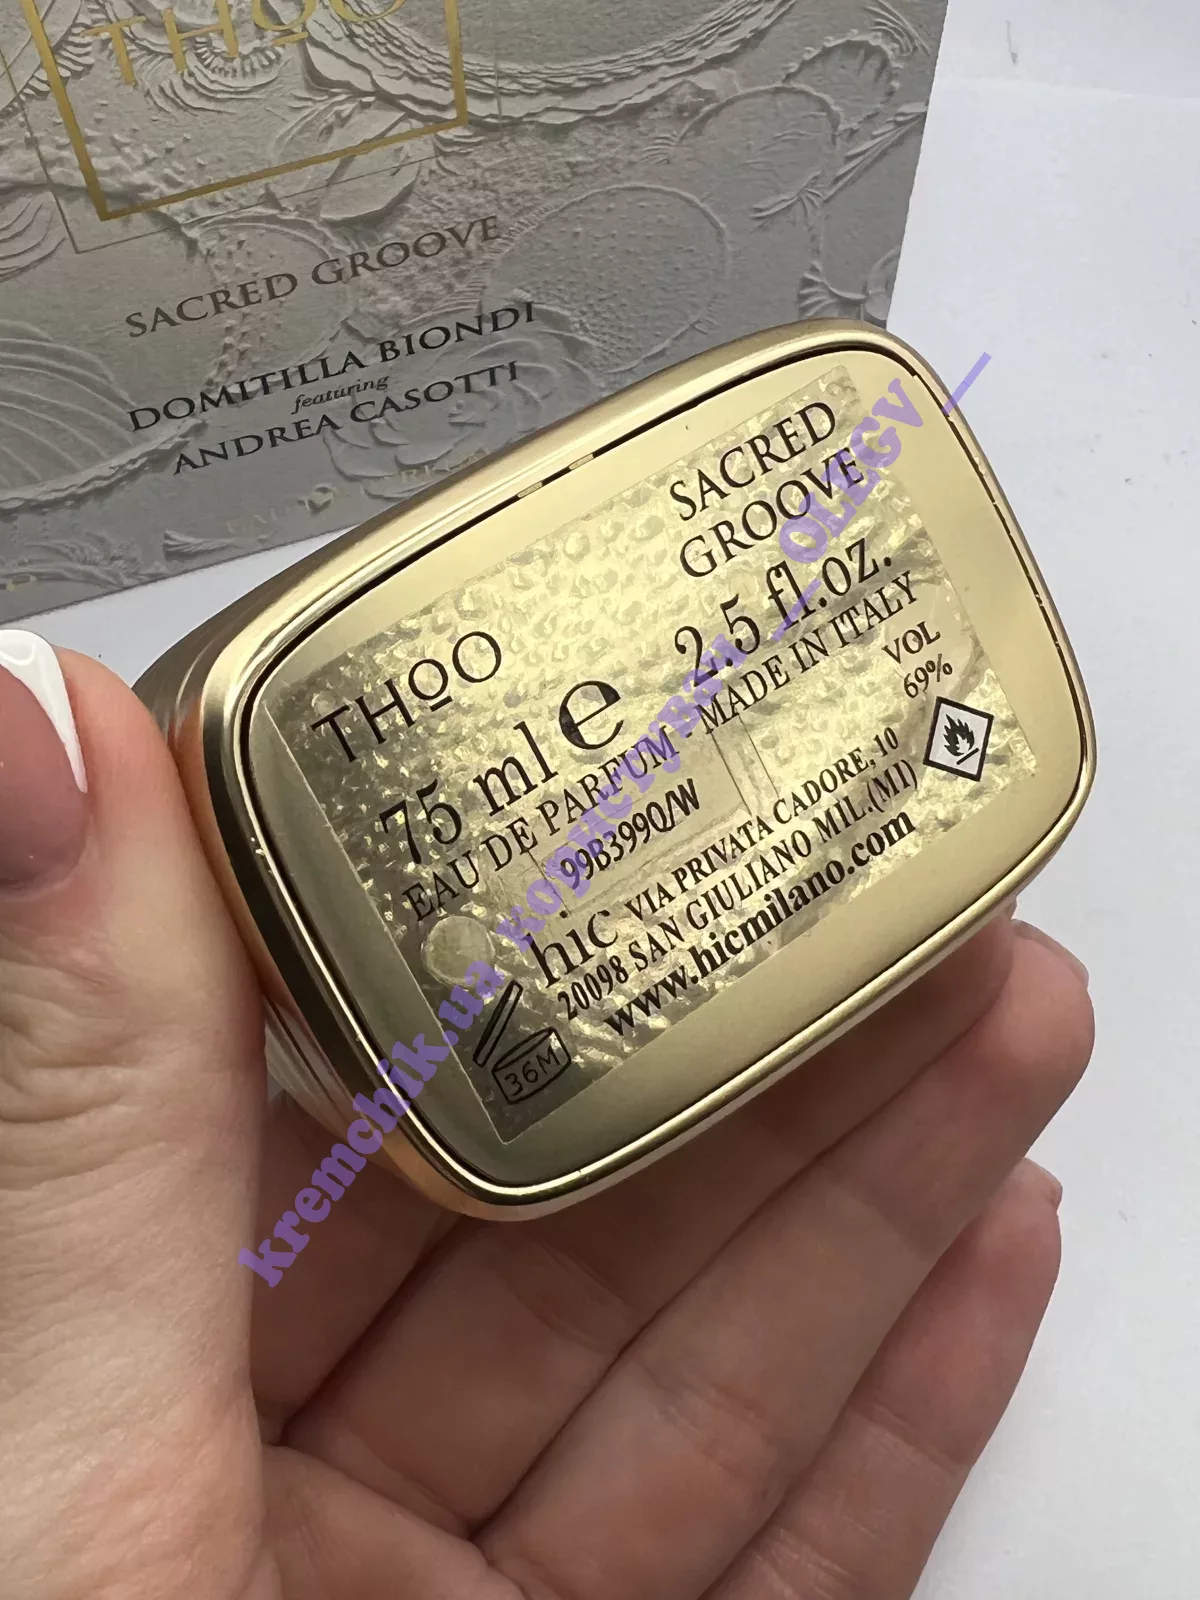 THOO
SACRED GROOVE
DOMITILLA BIONDI
featuring
ANDREA CASOTTI
SACRED
GROOVE
THOO
75 ml e 2.5 fl.oz.
EAU DE PARFUM - MADE IN ITALY
99B399Q/W
VOL
69%
hic VIA PRIVATA CADORE, 10
20098 SAN GIULIANO MIL.(MI)
www.hicmilano.com
36M
kremchik.ua користувач __OLEGV__